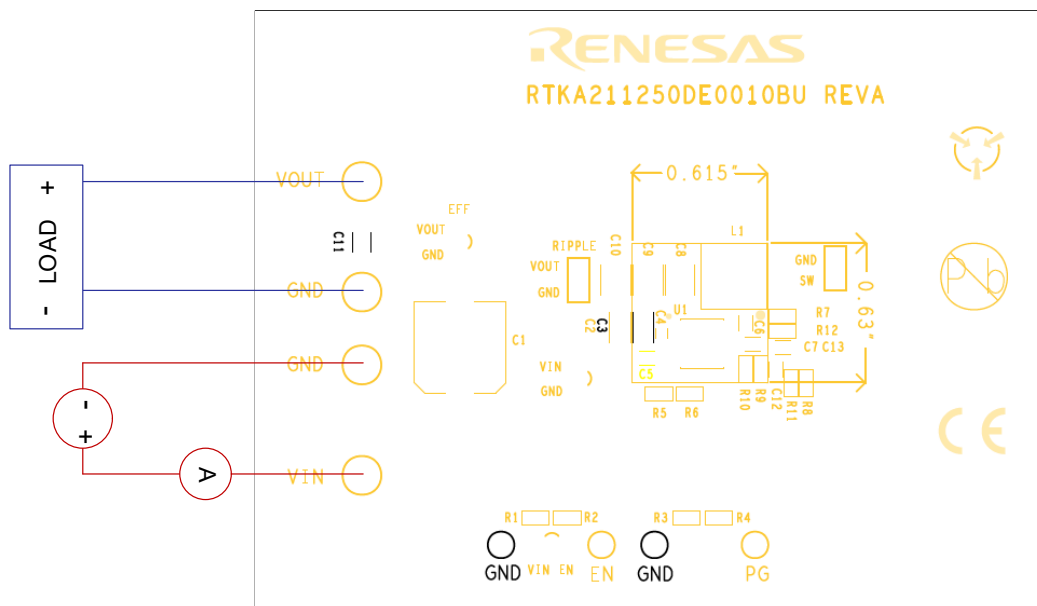 RENESAS
RTKA211250DE0010BU REVA
VOUT
C11
GND
GND
VIN
+
LOAD
-
-
+
A
EFF
VOUT
GND
C1
RIPPLE
VOUT
GND
C10
C9
C8
L1
0.615"
0.63"
GND
SW
C2
C3
C4
U1
C6
C5
R7
R12
C7 C13
VIN
GND
R5
R6
R10
R9
C12
R11
R8
Pb
CE
R1
R2
R3
R4
GND
VIN EN
EN
GND
PG